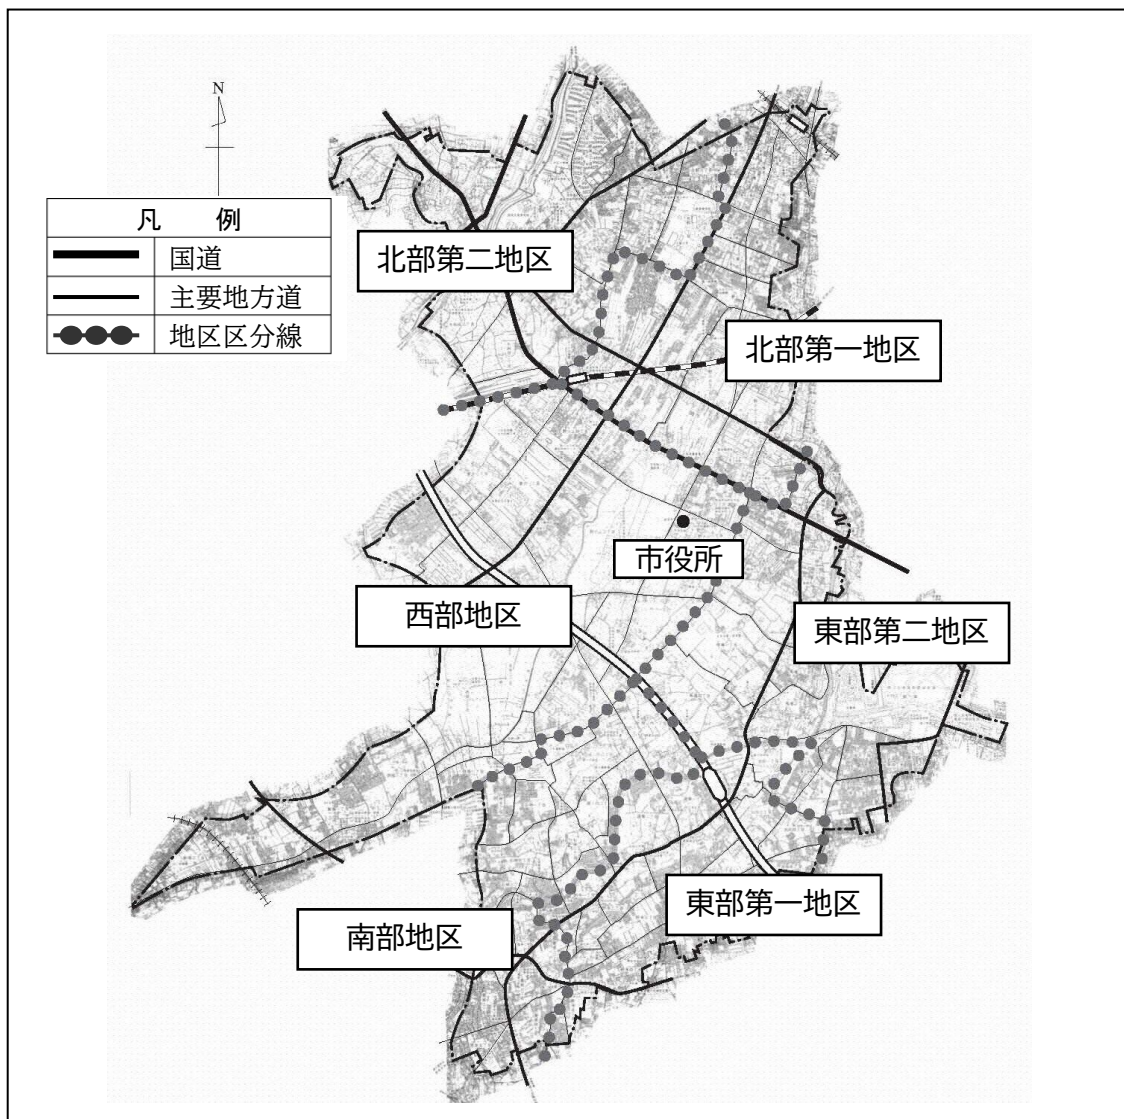 N
凡 例
国道
主要地方道
地区区分線
北部第二地区
北部第一地区
市役所
西部地区
東部第二地区
東部第一地区
南部地区